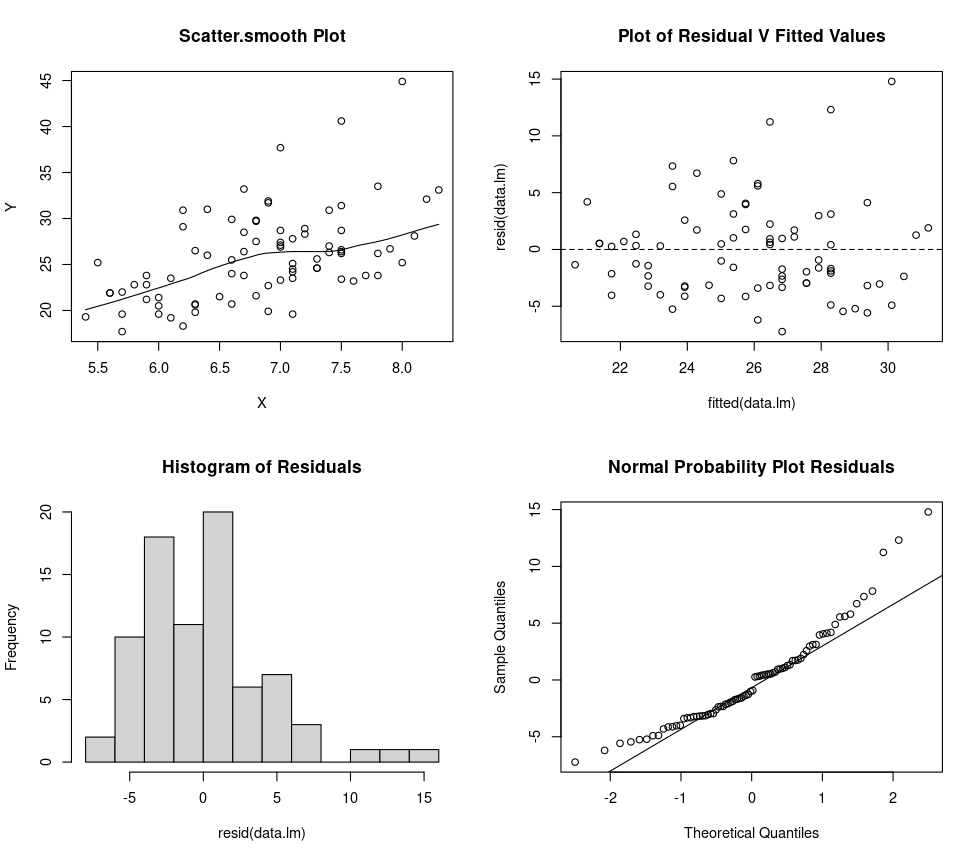 Scatter.smooth Plot
45
40
35
30
25
20
Y
5.5 6.0 6.5 7.0 7.5 8.0
X
Plot of Residual V Fitted Values
15
10
5
0
-5
resid(data.lm)
22 24 26 28 30
fitted(data.lm)
Histogram of Residuals
20
15
10
5
0
Frequency
-5 0 5 10 15
resid(data.lm)
Normal Probability Plot Residuals
15
10
5
0
-5
Sample Quantiles
-2 -1 0 1 2
Theoretical Quantiles